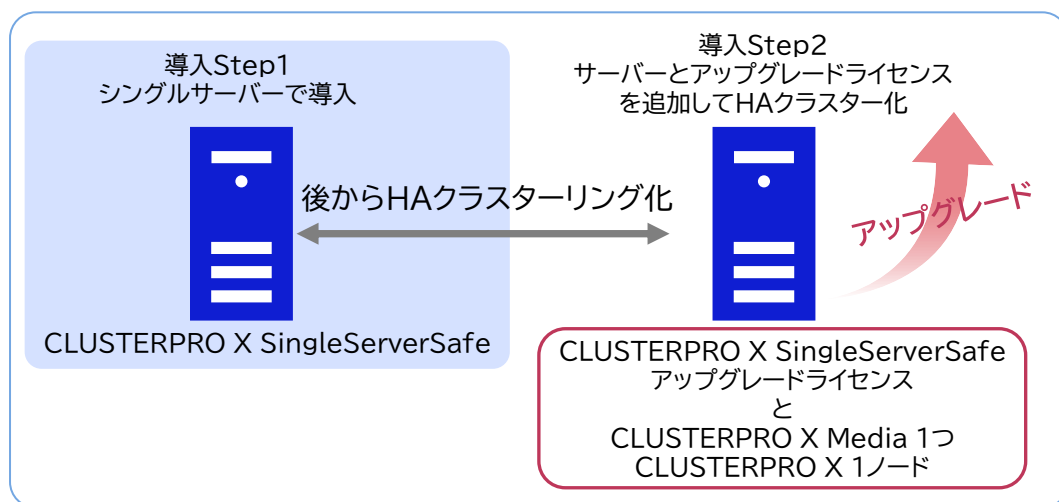 導入Step1
シングルサーバーで導入
後からHAクラスターリング化
CLUSTERPRO X SingleServerSafe
導入Step2
サーバーとアップグレードライセンス
を追加してHAクラスター化
アップグレード
CLUSTERPRO X SingleServerSafe
アップグレードライセンス
と
CLUSTERPRO X Media 1つ
CLUSTERPRO X 1ノード